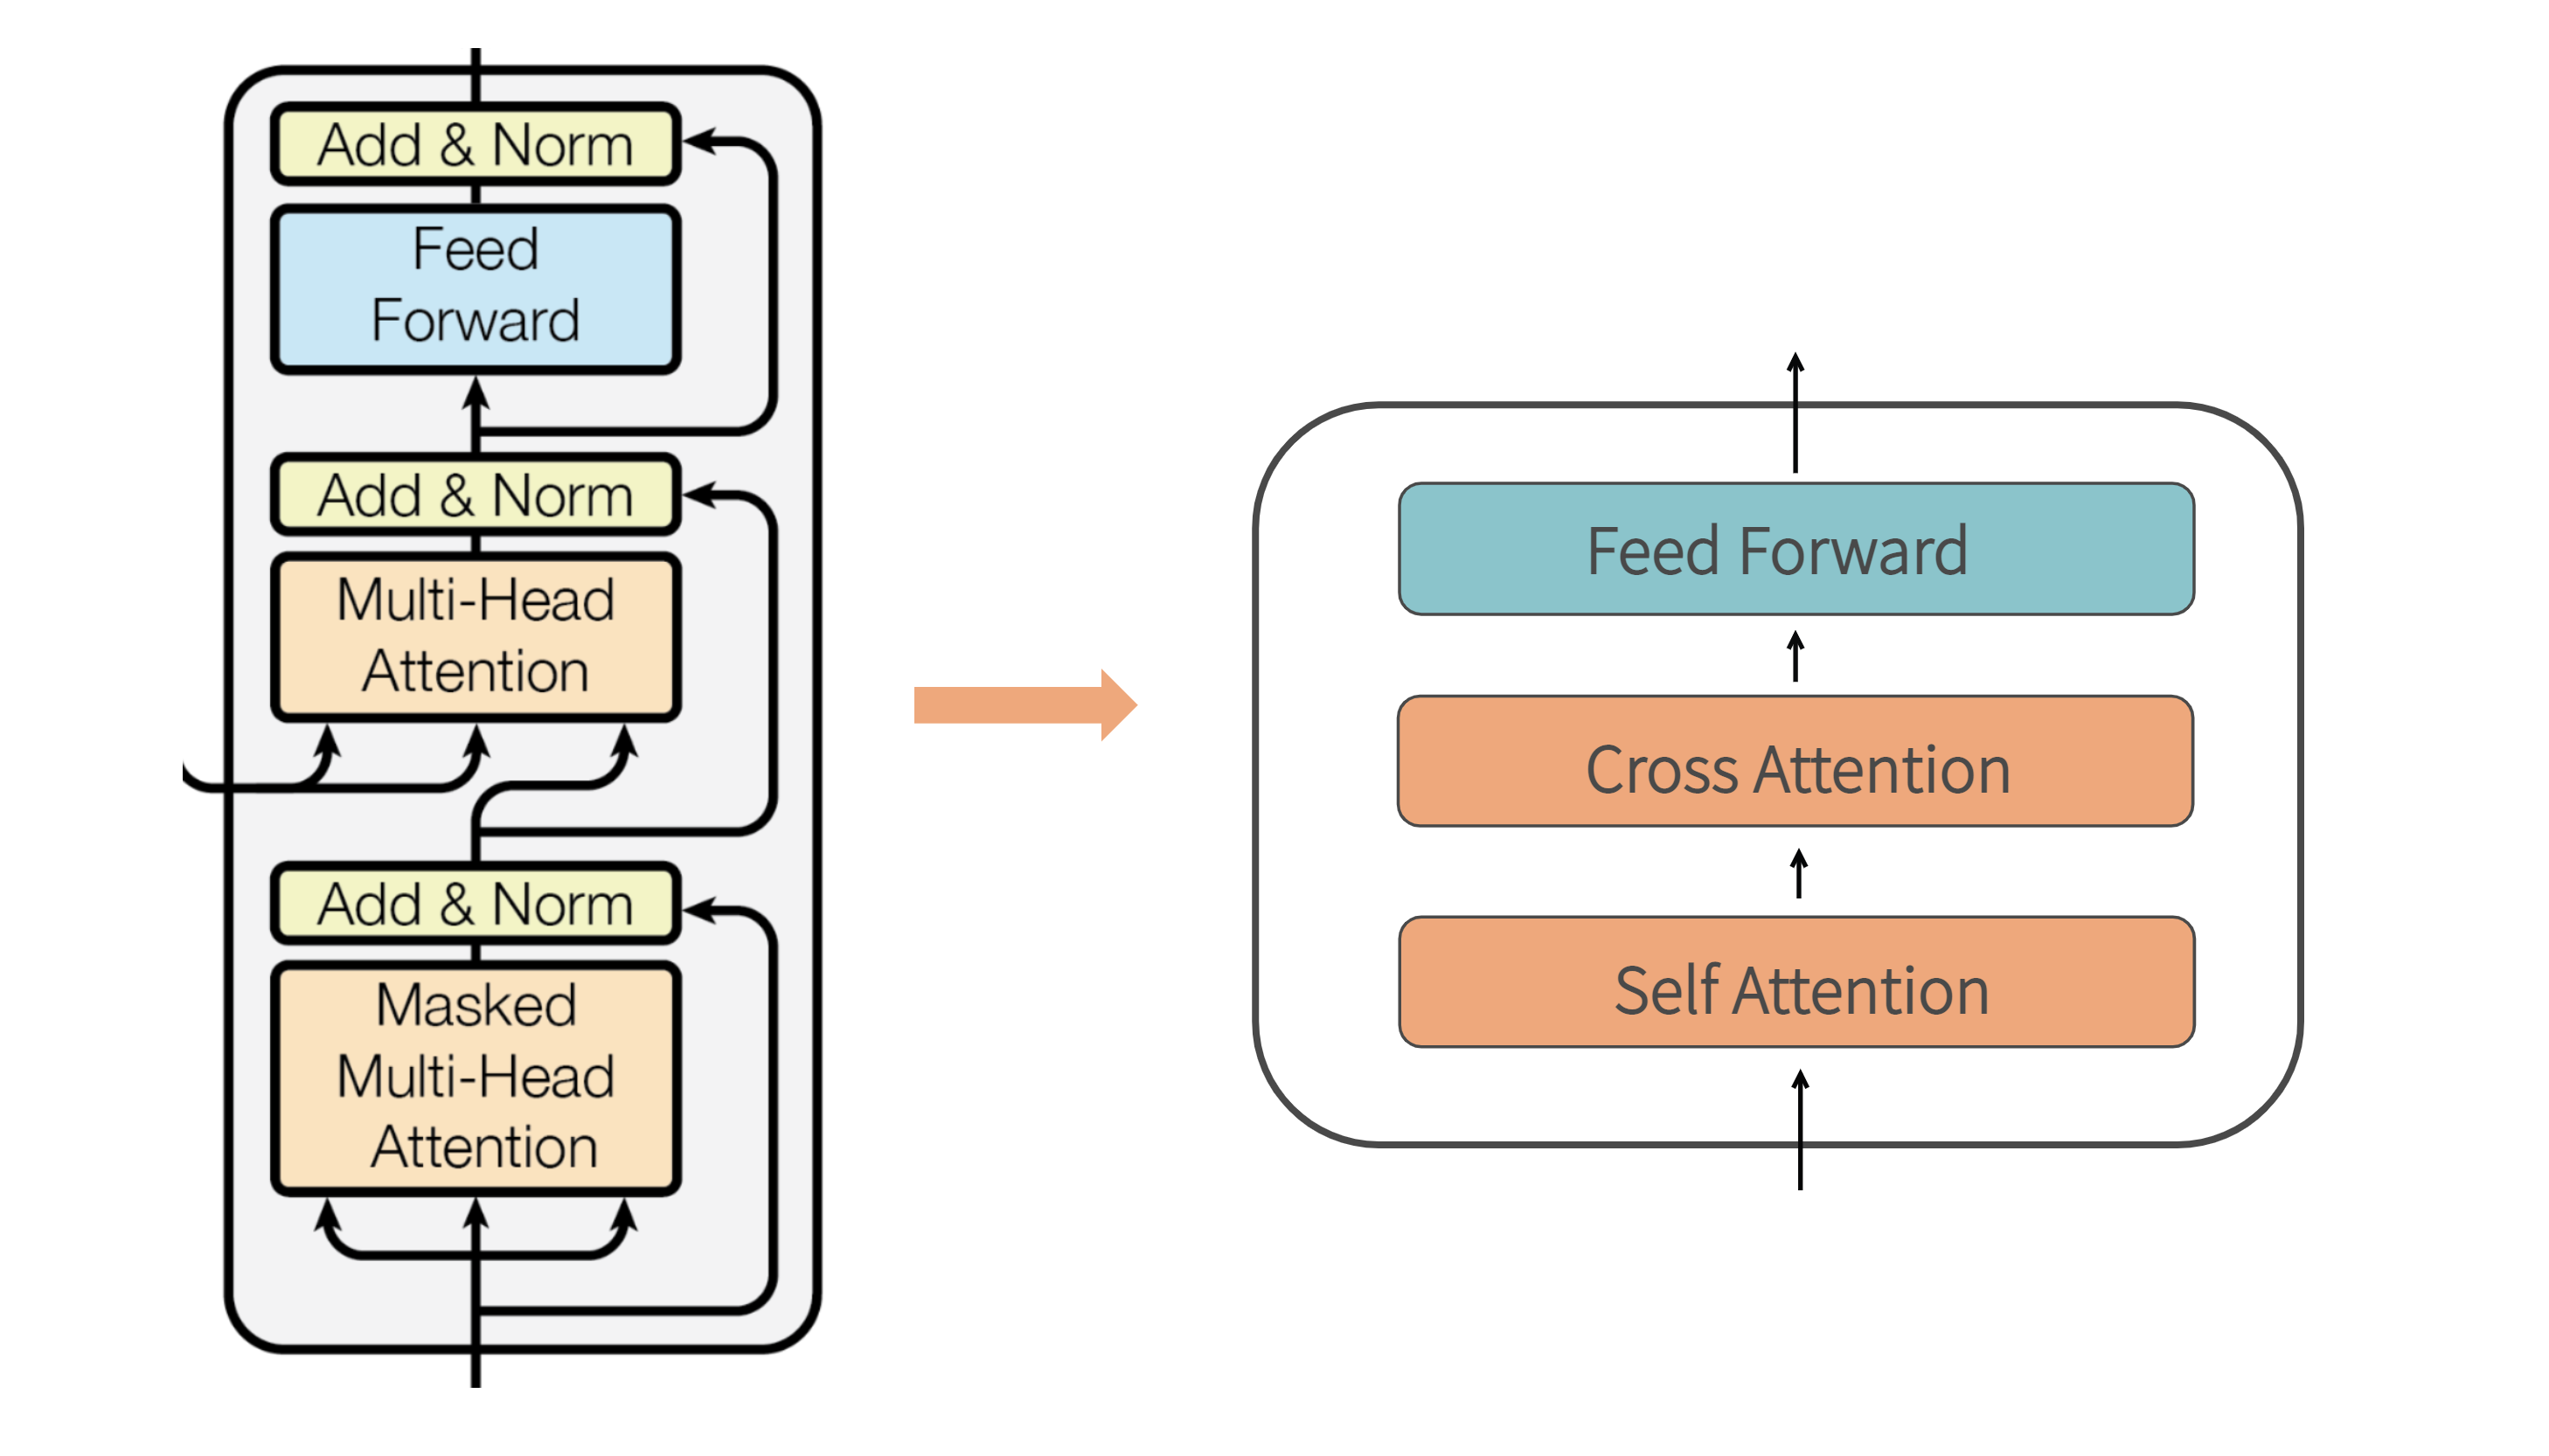 Add & Norm
Feed
Forward
Add & Norm
Multi-Head
Attention
Add & Norm
Masked
Multi-Head
Attention
Feed Forward
Cross Attention
Self Attention